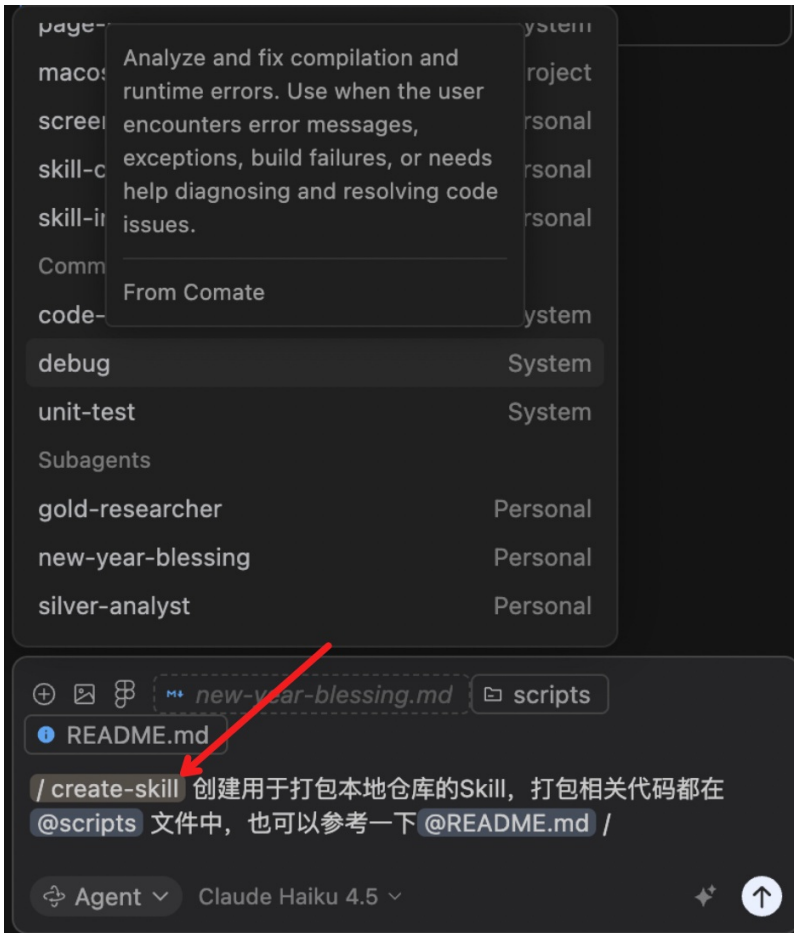 Analyze and fix compilation and
runtime errors. Use when the user
encounters error messages,
exceptions, build failures, or needs
help diagnosing and resolving code
issues.
From Comate
debug System
unit-test System
Subagents
gold-researcher Personal
new-year-blessing Personal
silver-analyst Personal
new-year-blessing.md scripts
README.md
/ create-skill 创建用于打包本地仓库的Skill，打包相关代码都在
@scripts 文件中，也可以参考一下 @README.md /
Agent Claude Haiku 4.5